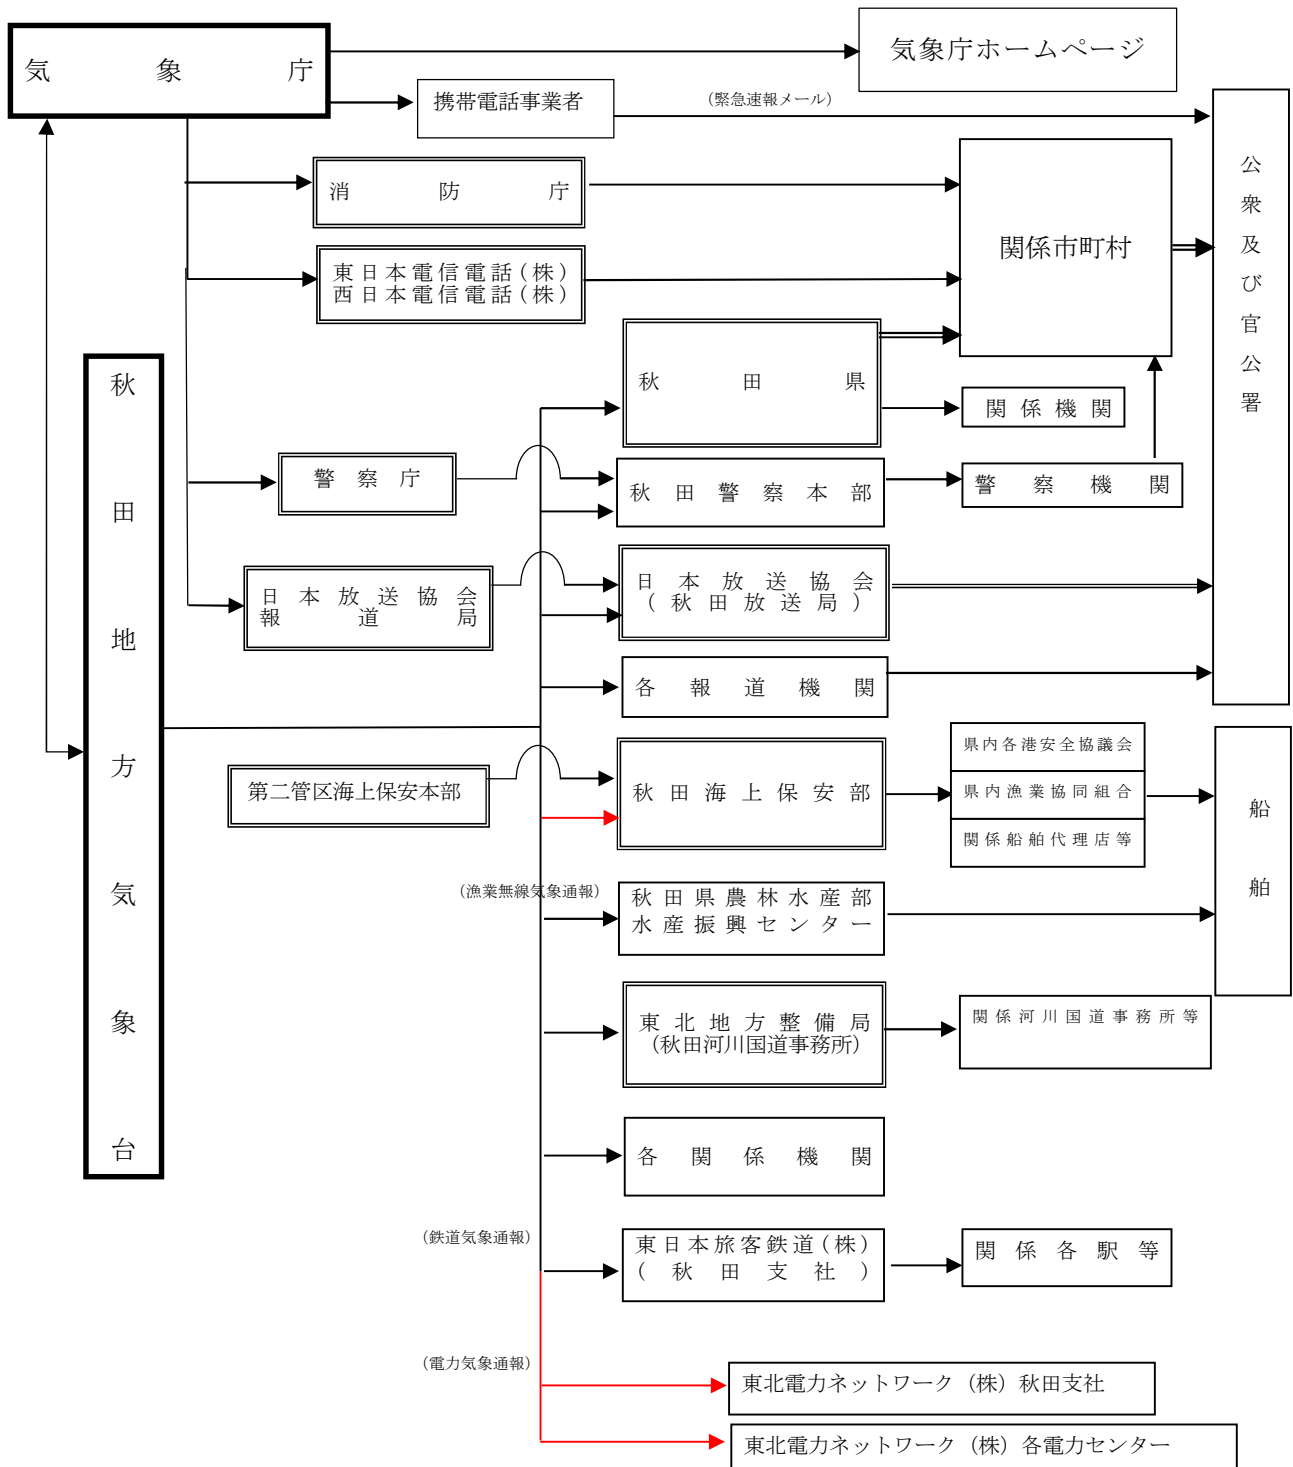 気象庁
気象庁ホームページ
携帯電話事業者
（緊急速報メール）
公衆及び官公署
消防庁
関係市町村
東日本電信電話（株）
西日本電信電話（株）
秋田県
関係機関
秋田地方気象台
警察庁
秋田警察本部
警察機関
日本放送協会
報道局
日本放送協会
（秋田放送局）
各報道機関
県内各港安全協議会
第二管区海上保安本部
秋田海上保安部
県内漁業協同組合
船舶
関係船舶代理店等
（漁業無線気象通報）
秋田県農林水産部
水産振興センター
東北地方整備局
（秋田河川国道事務所）
関係河川国道事務所等
各関係機関
（鉄道気象通報）
東日本旅客鉄道（株）
（秋田支社）
関係各駅等
（電力気象通報）
東北電力ネットワーク（株）秋田支社
東北電力ネットワーク（株）各電力センター